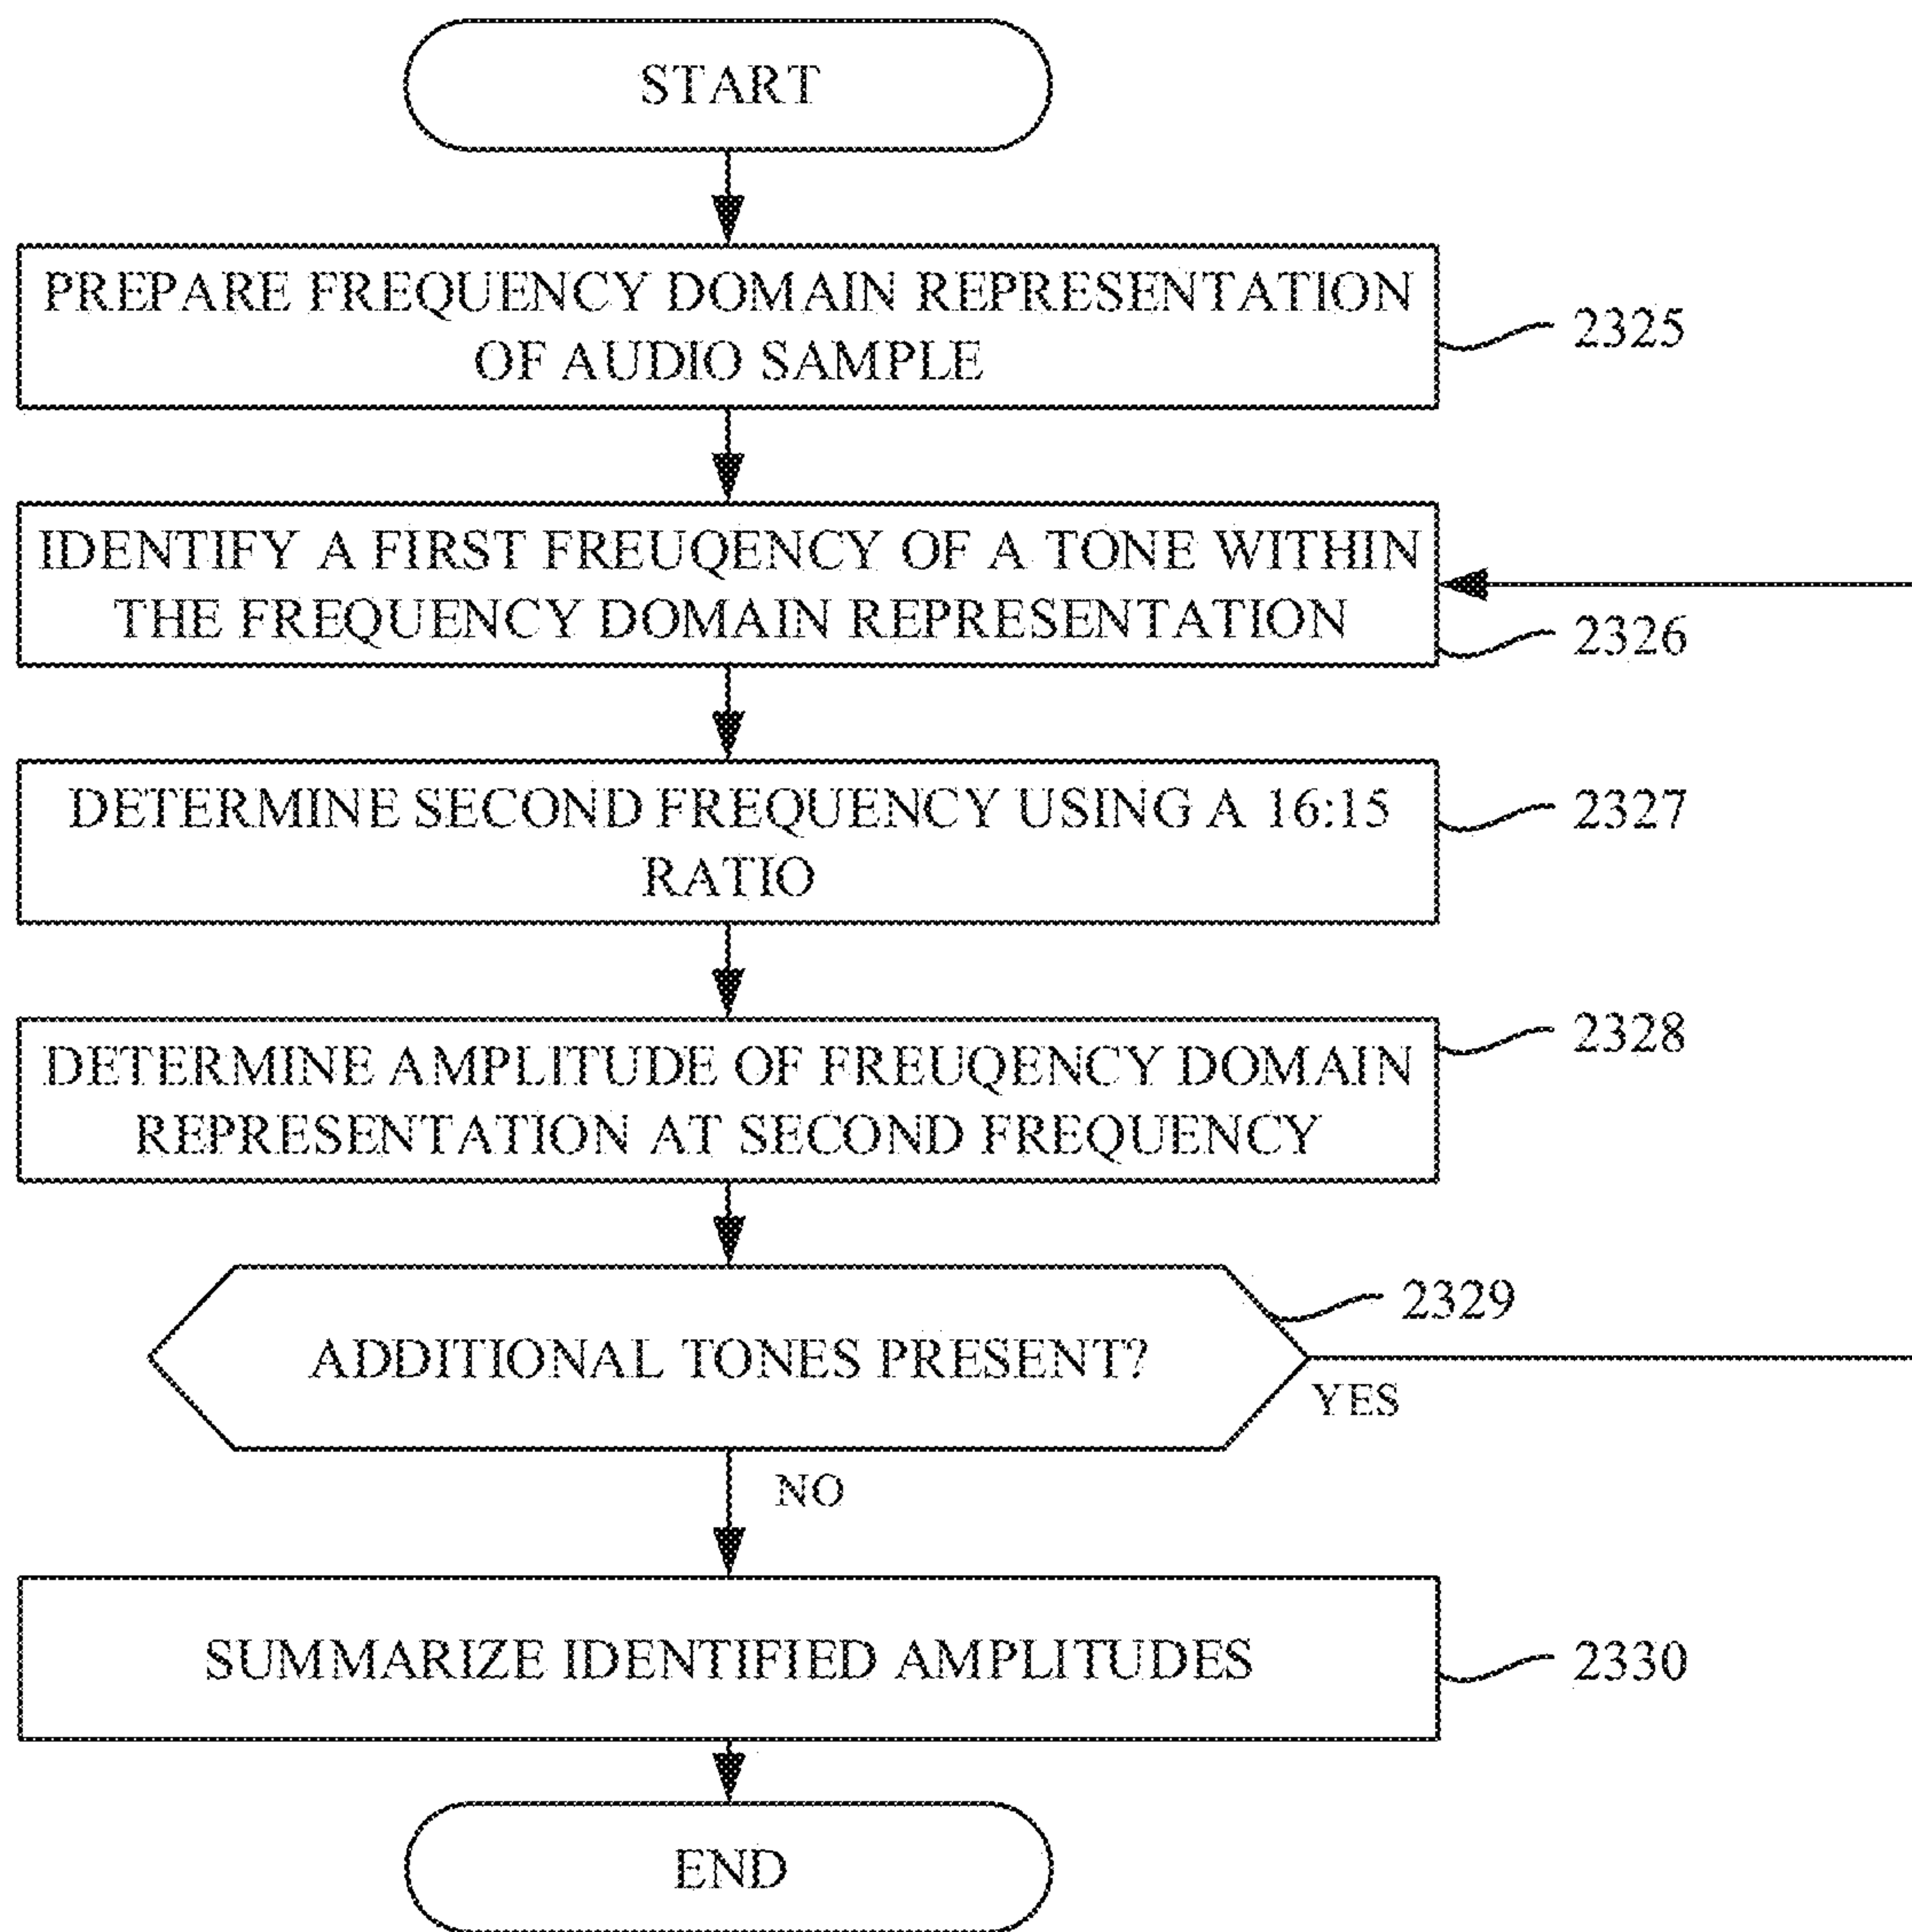 START
PREPARE FREQUENCY DOMAIN REPRESENTATION
OF AUDIO SAMPLE
2325
IDENTIFY A FIRST FREUQENCY OF A TONE WITHIN
THE FREQUENCY DOMAIN REPRESENTATION
2326
DETERMINE SECOND FREQUENCY USING A 16:15
RATIO
2327
DETERMINE AMPLITUDE OF FREUQENCY DOMAIN
REPRESENTATION AT SECOND FREQUENCY
2328
ADDITIONAL TONES PRESENT?
2329
YES
NO
SUMMARIZE IDENTIFIED AMPLITUDES
2330
END